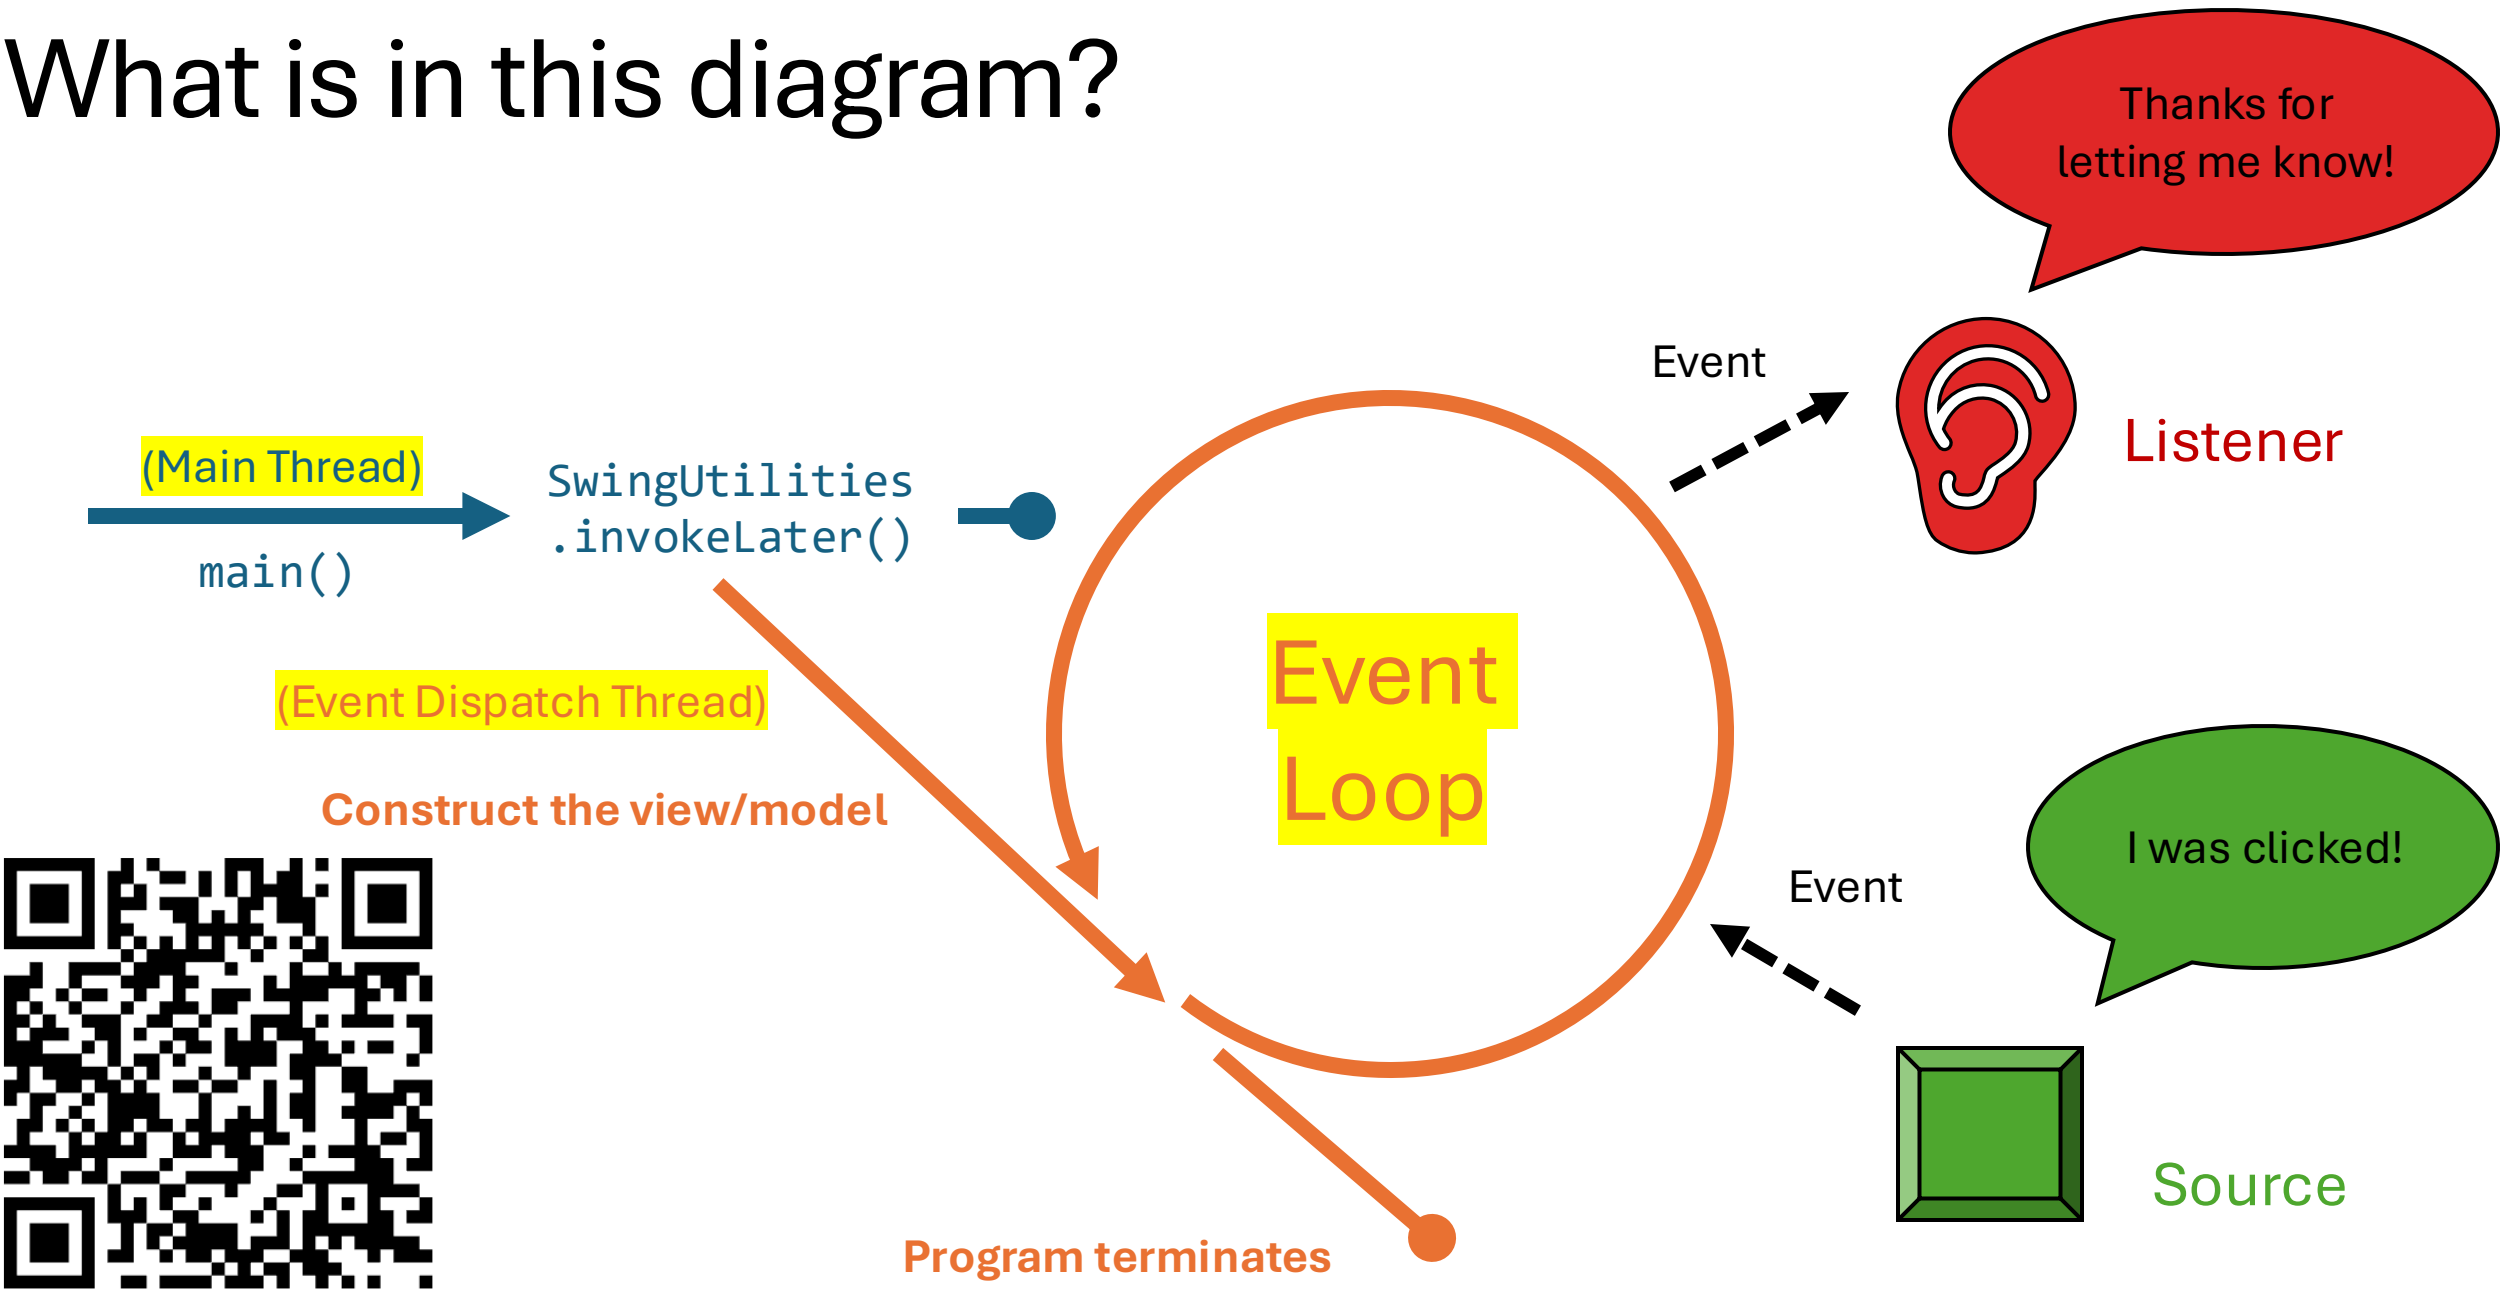 What is in this diagram?
Thanks for
letting me know!
Event
Listener
(Main Thread)
main()
SwingUtilities
.invokeLater()
(Event Dispatch Thread)
Construct the view/model
Event
Loop
I was clicked!
Event
Source
Program terminates